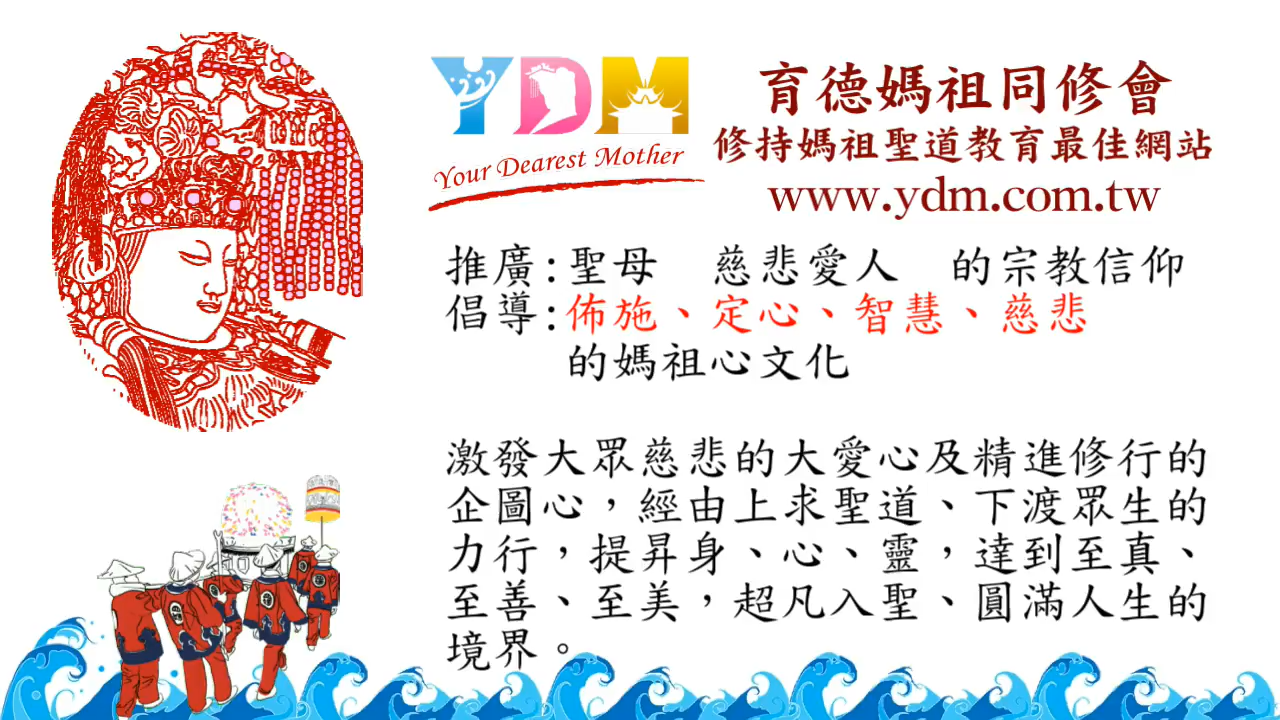 YDM
Your Dearest Mother
育德媽祖同修會
修持媽祖聖道教育最佳網站
www.ydm.com.tw
推廣:聖母 慈悲愛人 的宗教信仰
倡導:佈施、定心、智慧、慈悲
的媽祖心文化
激發大眾慈悲的大愛心及精進修行的
企圖心，經由上求聖道、下渡眾生的
力行，提昇身、心、靈，達到至真、
至善、至美，超凡入聖、圓滿人生的
境界。